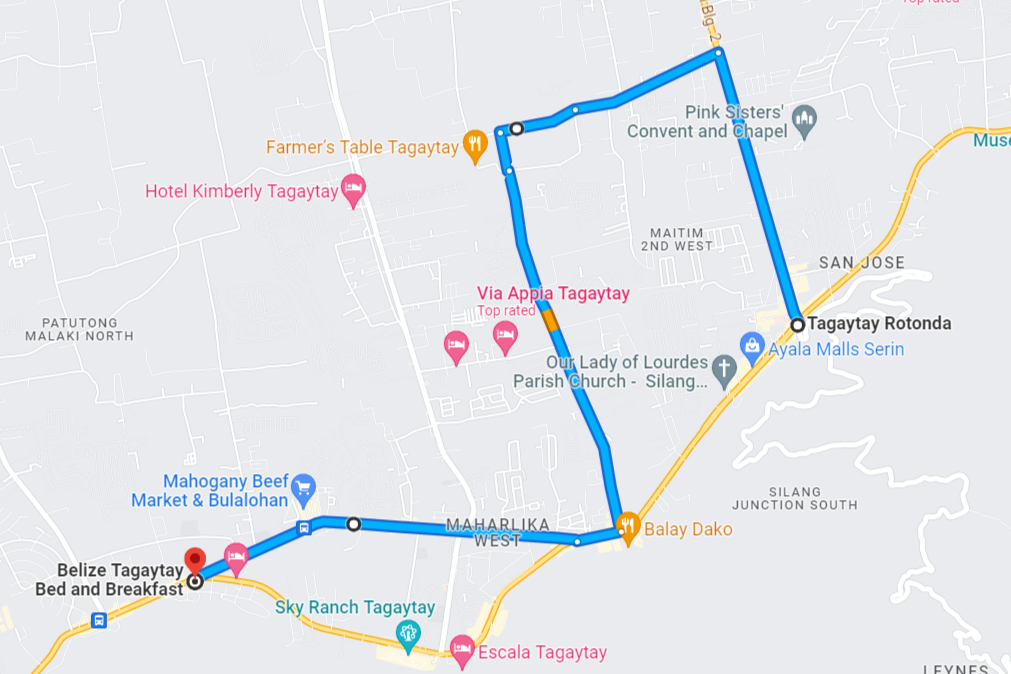 Top rated
Blg 2
Pink Sisters'
Convent and Chapel
Muse
Farmer's Table Tagaytay
Hotel Kimberly Tagaytay
MAITIM
2ND WEST
SAN JOSE
Via Appia Tagaytay
Top rated
PATUTONG
MALAKI NORTH
Tagaytay Rotonda
Ayala Malls Serin
Our Lady of Lourdes
Parish Church - Silang...
Mahogany Beef
Market & Bulalohan
SILANG
JUNCTION SOUTH
MAHARLIKA
WEST
Balay Dako
Belize Tagaytay
Bed and Breakfast
Sky Ranch Tagaytay
Escala Tagaytay
LEYNES